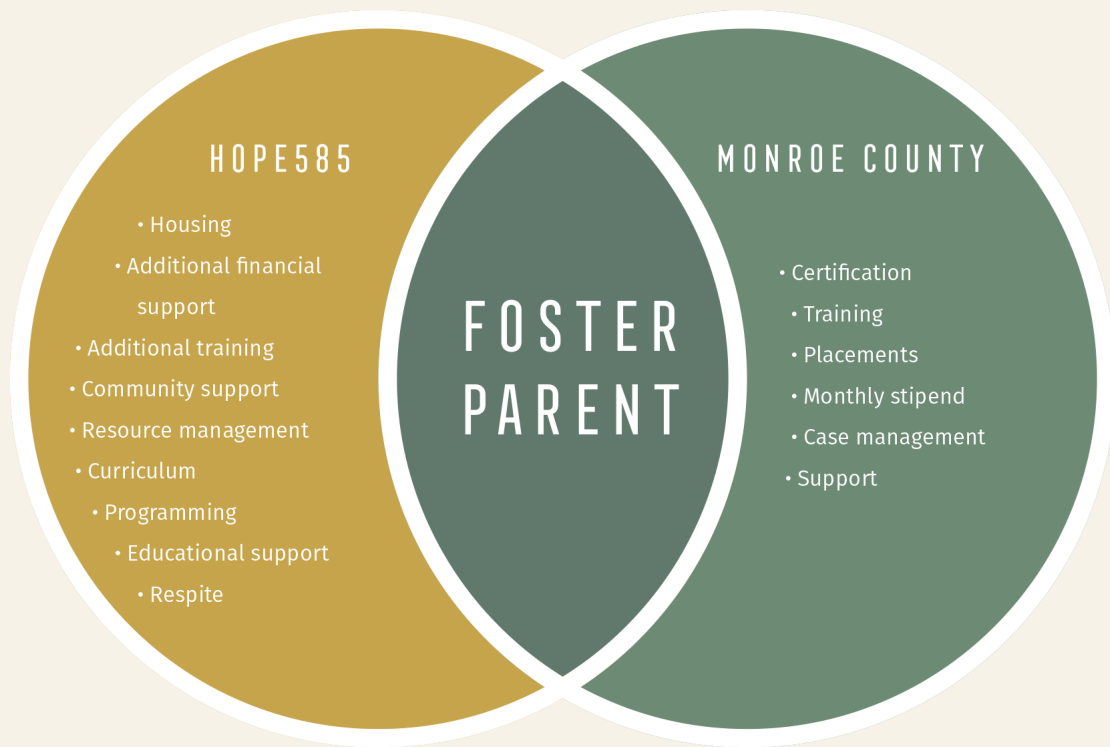 HOPE585
• Housing
• Additional financial
support
• Additional training
• Community support
• Resource management
• Curriculum
• Programming
• Educational support
• Respite
FOSTER
PARENT
MONROE COUNTY
• Certification
• Training
• Placements
• Monthly stipend
• Case management
• Support